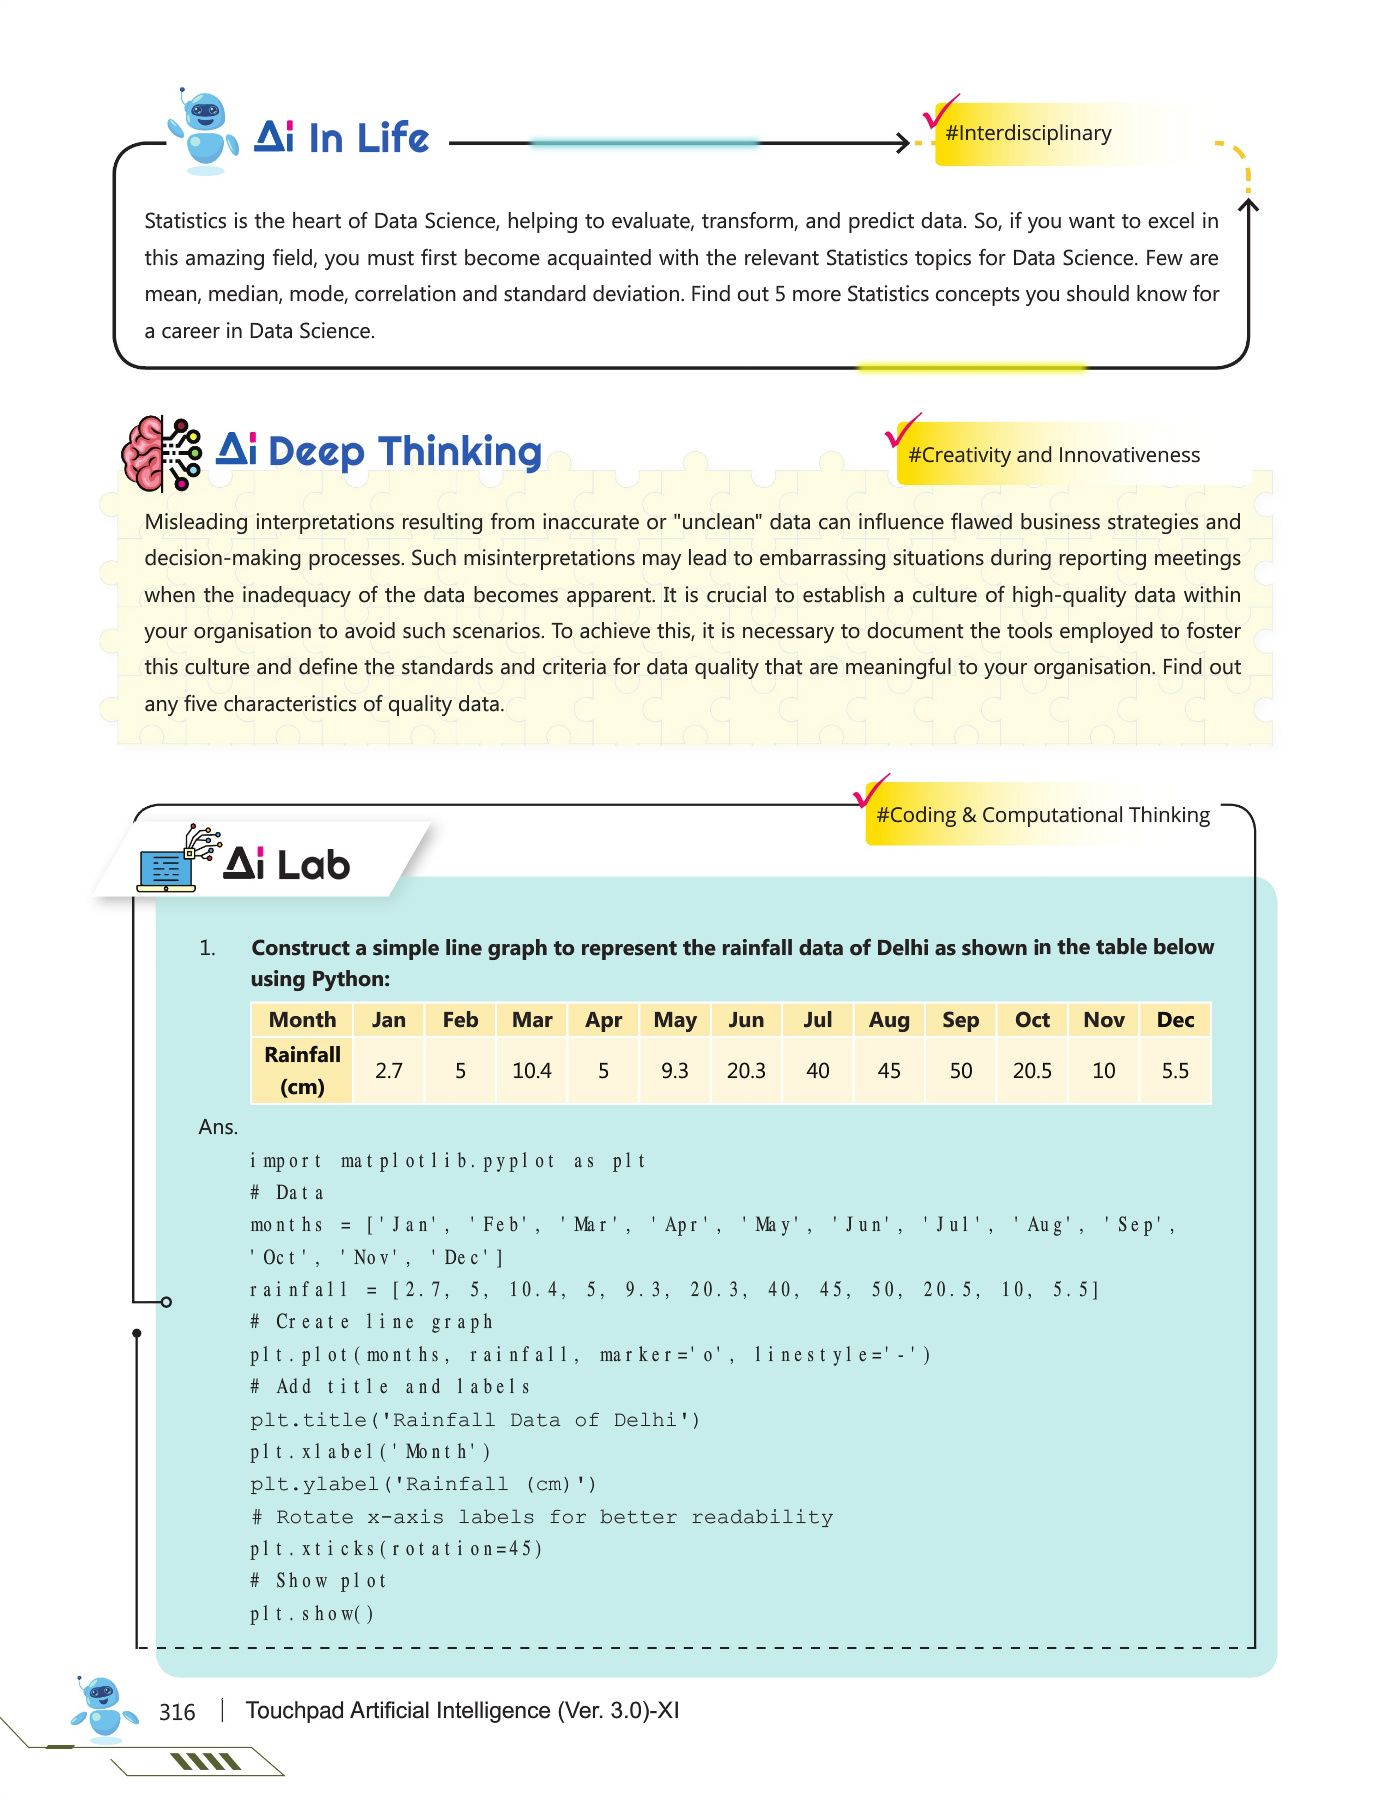 Ai In Life
#Interdisciplinary
Statistics is the heart of Data Science, helping to evaluate, transform, and predict data. So, if you want to excel in
this amazing field, you must first become acquainted with the relevant Statistics topics for Data Science. Few are
mean, median, mode, correlation and standard deviation. Find out 5 more Statistics concepts you should know for
a career in Data Science.
Ai Deep Thinking
#Creativity and Innovativeness
Misleading interpretations resulting from inaccurate or "unclean" data can influence flawed business strategies and
decision-making processes. Such misinterpretations may lead to embarrassing situations during reporting meetings
when the inadequacy of the data becomes apparent. It is crucial to establish a culture of high-quality data within
your organisation to avoid such scenarios. To achieve this, it is necessary to document the tools employed to foster
this culture and define the standards and criteria for data quality that are meaningful to your organisation. Find out
any five characteristics of quality data.
#Coding & Computational Thinking
Ai Lab
1. Construct a simple line graph to represent the rainfall data of Delhi as shown in the table below
using Python:
Month Jan Feb Mar Apr May Jun Jul Aug Sep Oct Nov Dec
Rainfall
(cm) 2.7 5 10.4 5 9.3 20.3 40 45 50 20.5 10 5.5
Ans.
import matplotlib.pyplot as plt
# Data
months = ['Jan', 'Feb', 'Mar', 'Apr', 'May', 'Jun', 'Jul', 'Aug', 'Sep',
'Oct', 'Nov', 'Dec']
rainfall = [2.7, 5, 10.4, 5, 9.3, 20.3, 40, 45, 50, 20.5, 10, 5.5]
# Create line graph
plt.plot(months, rainfall, marker='o', linestyle='-')
# Add title and labels
plt.title('Rainfall Data of Delhi')
plt.xlabel('Month')
plt.ylabel('Rainfall (cm)')
# Rotate x-axis labels for better readability
plt.xticks(rotation=45)
# Show plot
plt.show()
316 Touchpad Artificial Intelligence (Ver. 3.0)-XI